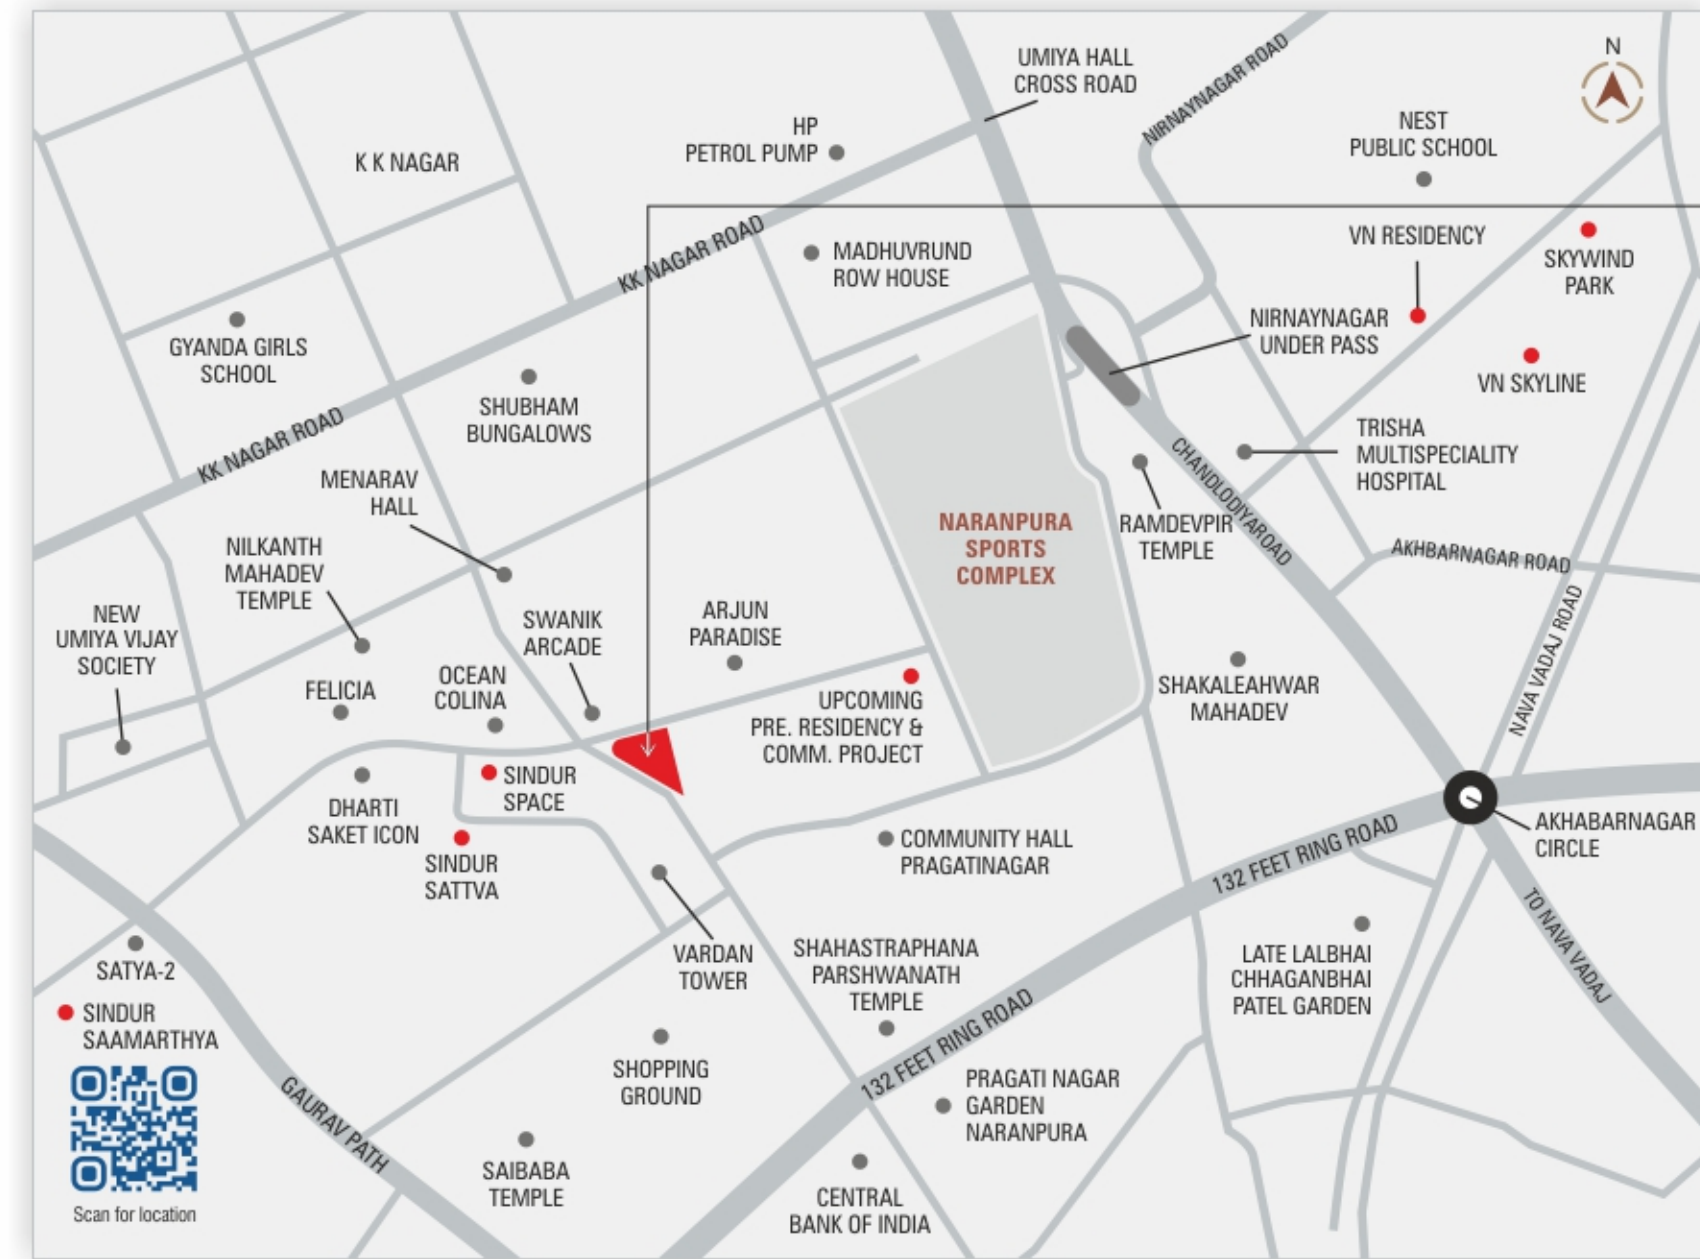 UMIYA HALL
CROSS ROAD
NIRNAYNAGAR ROAD
N
HP
PETROL PUMP
NEST
PUBLIC SCHOOL
K K NAGAR
KK NAGAR ROAD
MADHUVRUND
ROW HOUSE
VN RESIDENCY
SKYWIND
PARK
GYANDA GIRLS
SCHOOL
NIRNAYNAGAR
UNDER PASS
VN SKYLINE
SHUBHAM
BUNGALOWS
KK NAGAR ROAD
TRISHA
MULTISPECIALITY
HOSPITAL
MENARAV
HALL
CHANDLODIYAROAD
NARANPURA
SPORTS
COMPLEX
RAMDEVPIR
TEMPLE
AKHBARNAGAR ROAD
NILKANTH
MAHADEV
TEMPLE
NEW
UMIYA VIJAY
SOCIETY
SWANIK
ARCADE
ARJUN
PARADISE
NAVA VADAJ ROAD
FELICIA
OCEAN
COLINA
UPCOMING
PRE. RESIDENCY &
COMM. PROJECT
SHAKALEAHWAR
MAHADEV
SINDUR
SPACE
DHARTI
SAKET ICON
SINDUR
SATTVA
COMMUNITY HALL
PRAGATINAGAR
132 FEET RING ROAD
AKHABARNAGAR
CIRCLE
TO NAVA VADAJ
VARDAN
TOWER
SHAHASTRAPHANA
PARSHWANATH
TEMPLE
LATE LALBHAI
CHHAGANBHAI
PATEL GARDEN
SATYA-2
SINDUR
SAAMARTHYA
132 FEET RING ROAD
SHOPPING
GROUND
PRAGATI NAGAR
GARDEN
NARANPURA
GAURAV PATH
SAIBABA
TEMPLE
CENTRAL
BANK OF INDIA
Scan for location